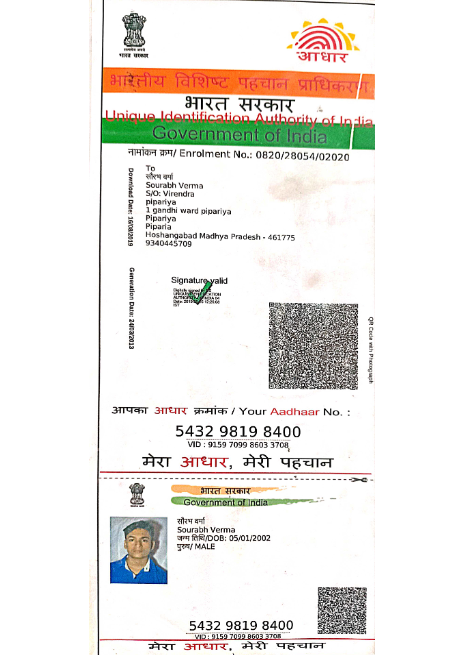 सत्यमेव जयते
भारत सरकार
आधार
भारतीय विशिष्ट पहचान प्राधिकरण
भारत सरकार
Unique Identification Authority of India
Government of India
नामांकन क्रम/ Enrolment No.: 0820/28054/02020
To
सौरभ वर्मा
Sourabh Verma
S/O: Virendra
pipariya
1 gandhi ward pipariya
Pipariya
Piparia
Hoshangabad Madhya Pradesh - 461775
9340445709
Download Date: 16/08/2019
Generation Date: 24/08/2013
Signature valid
QR Code with Photograph
आपका आधार क्रमांक / Your Aadhaar No. :
5432 9819 8400
VID : 9159 7099 8603 3708
मेरा आधार, मेरी पहचान
भारत सरकार
Government of India
सौरभ वर्मा
Sourabh Verma
जन्म तिथि/DOB: 05/01/2002
पुरुष/ MALE
5432 9819 8400
VID : 9159 7099 8603 3708
मेरा आधार, मेरी पहचान